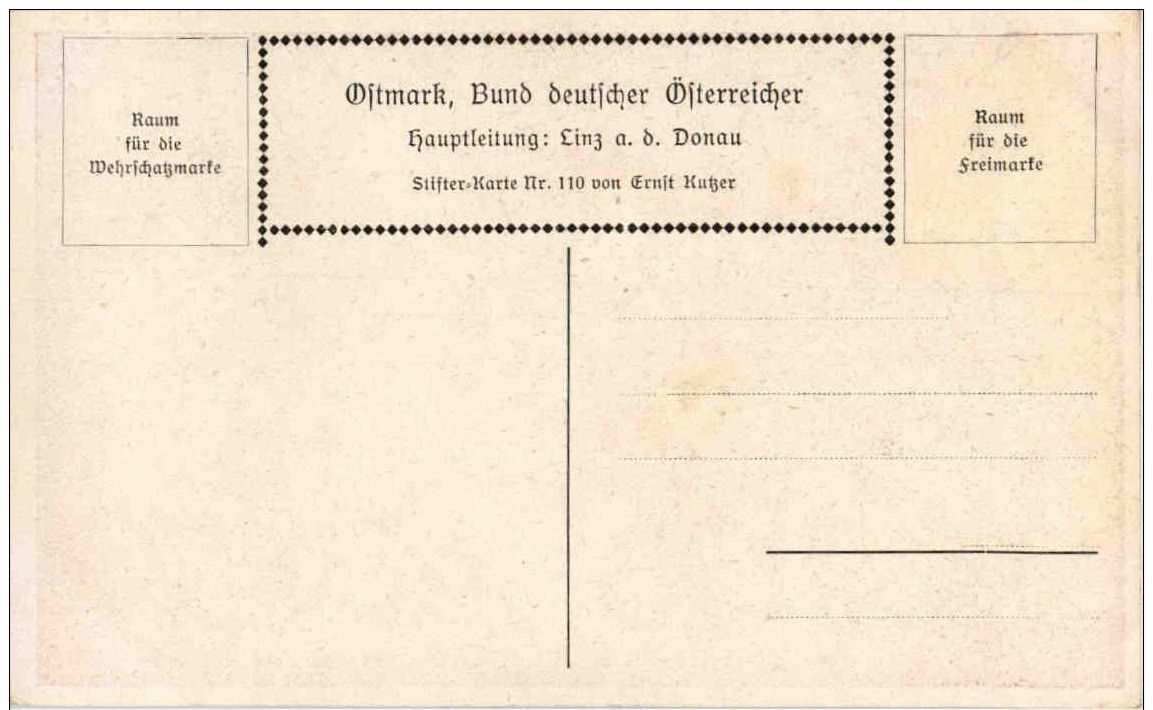 Raum
für die
Wehrschatzmarke
Ostmark, Bund deutscher Österreicher
Hauptleitung: Linz a. d. Donau
Stifter-Karte Nr. 110 von Ernst Kutzer
Raum
für die
Freimarke